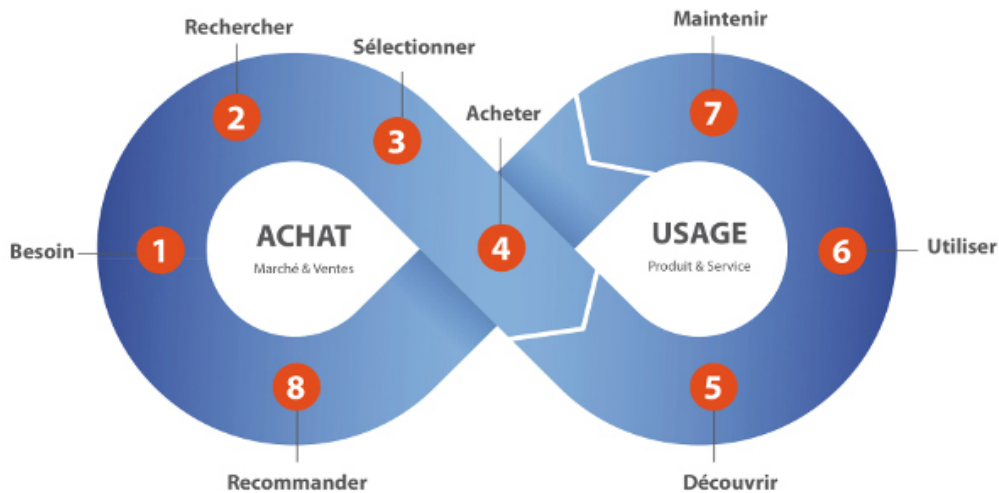 Maintenir
Rechercher
Sélectionner
7
2
Acheter
3
ACHAT
Marché & Ventes
USAGE
Produit & Service
Besoin
1
4
6
Utiliser
8
5
Recommander
Découvrir